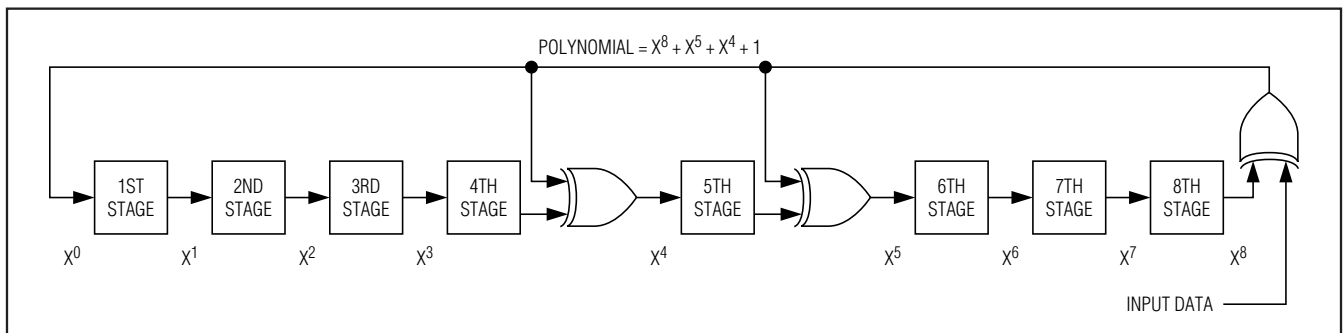 POLYNOMIAL = X⁸ + X⁵ + X⁴ + 1
1ST
STAGE
2ND
STAGE
3RD
STAGE
4TH
STAGE
5TH
STAGE
6TH
STAGE
7TH
STAGE
8TH
STAGE
X⁰ X¹ X² X³ X⁴ X⁵ X⁶ X⁷ X⁸
INPUT DATA